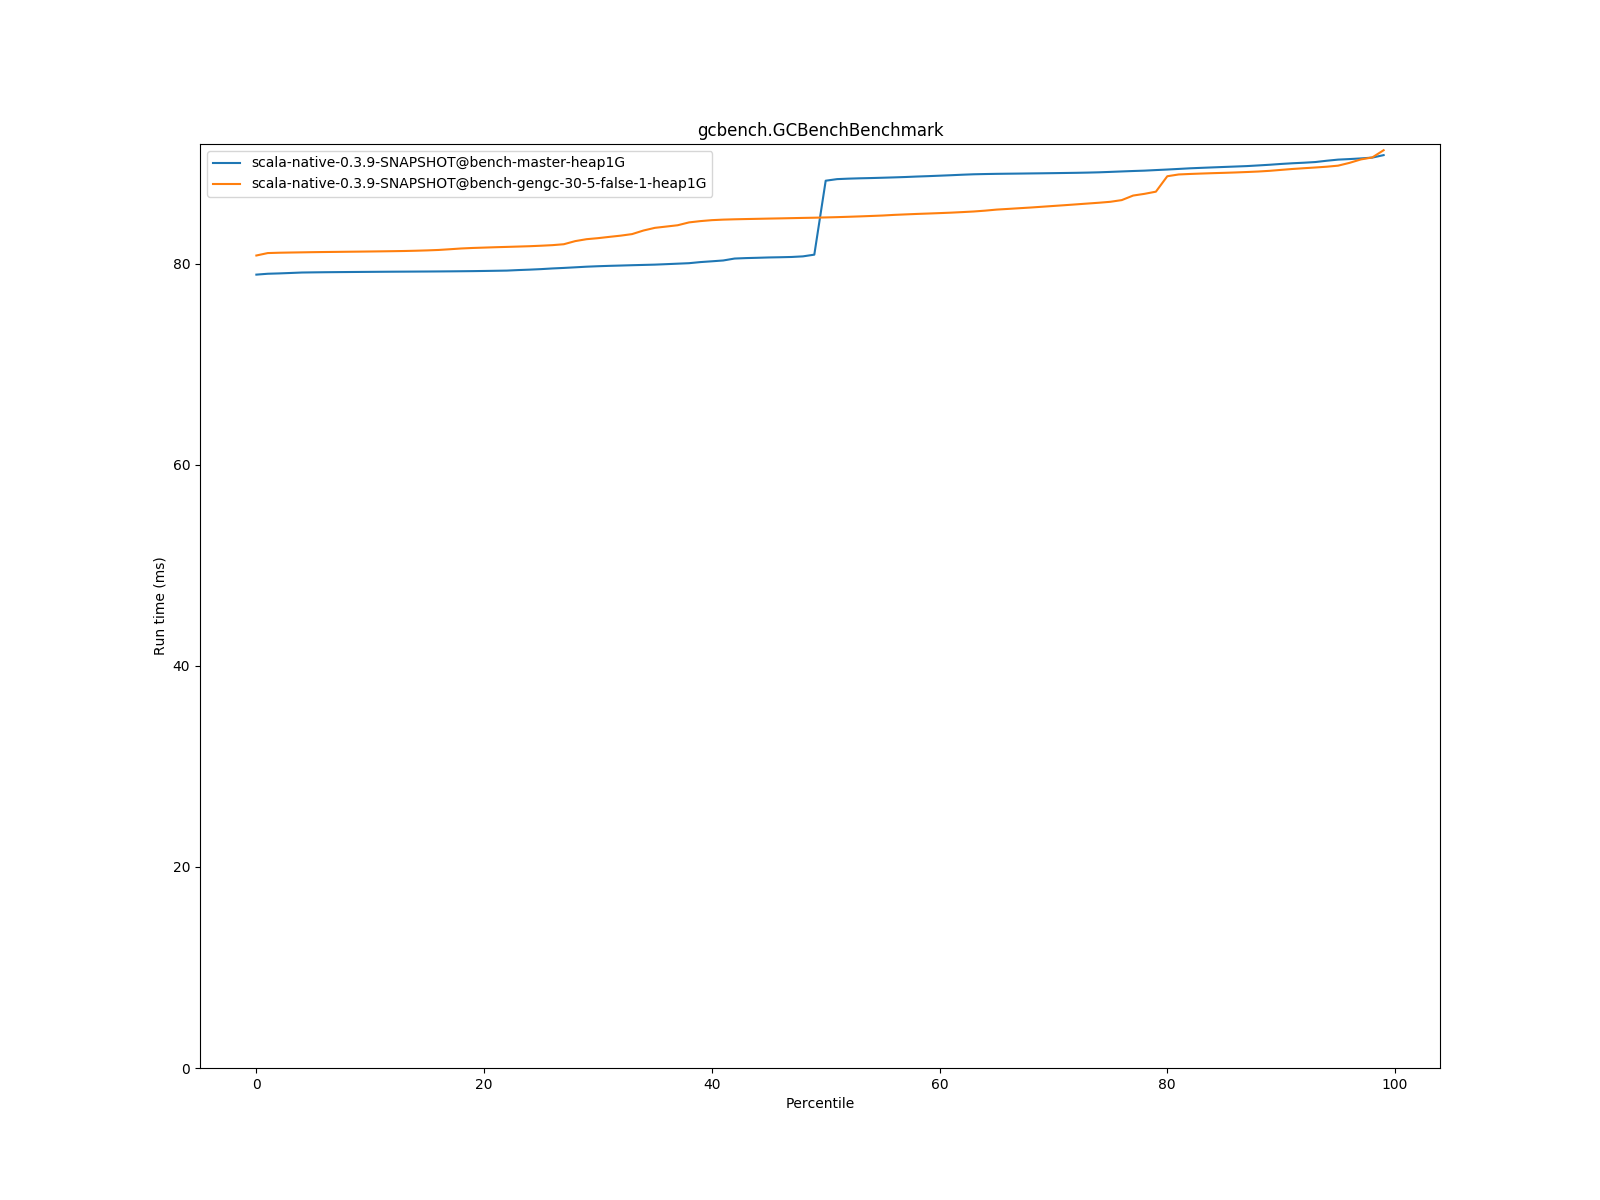 gcbench.GCBenchBenchmark
scala-native-0.3.9-SNAPSHOT@bench-master-heap1G
scala-native-0.3.9-SNAPSHOT@bench-gengc-30-5-false-1-heap1G
80
60
40
20
0
Run time (ms)
0 20 40 60 80 100
Percentile